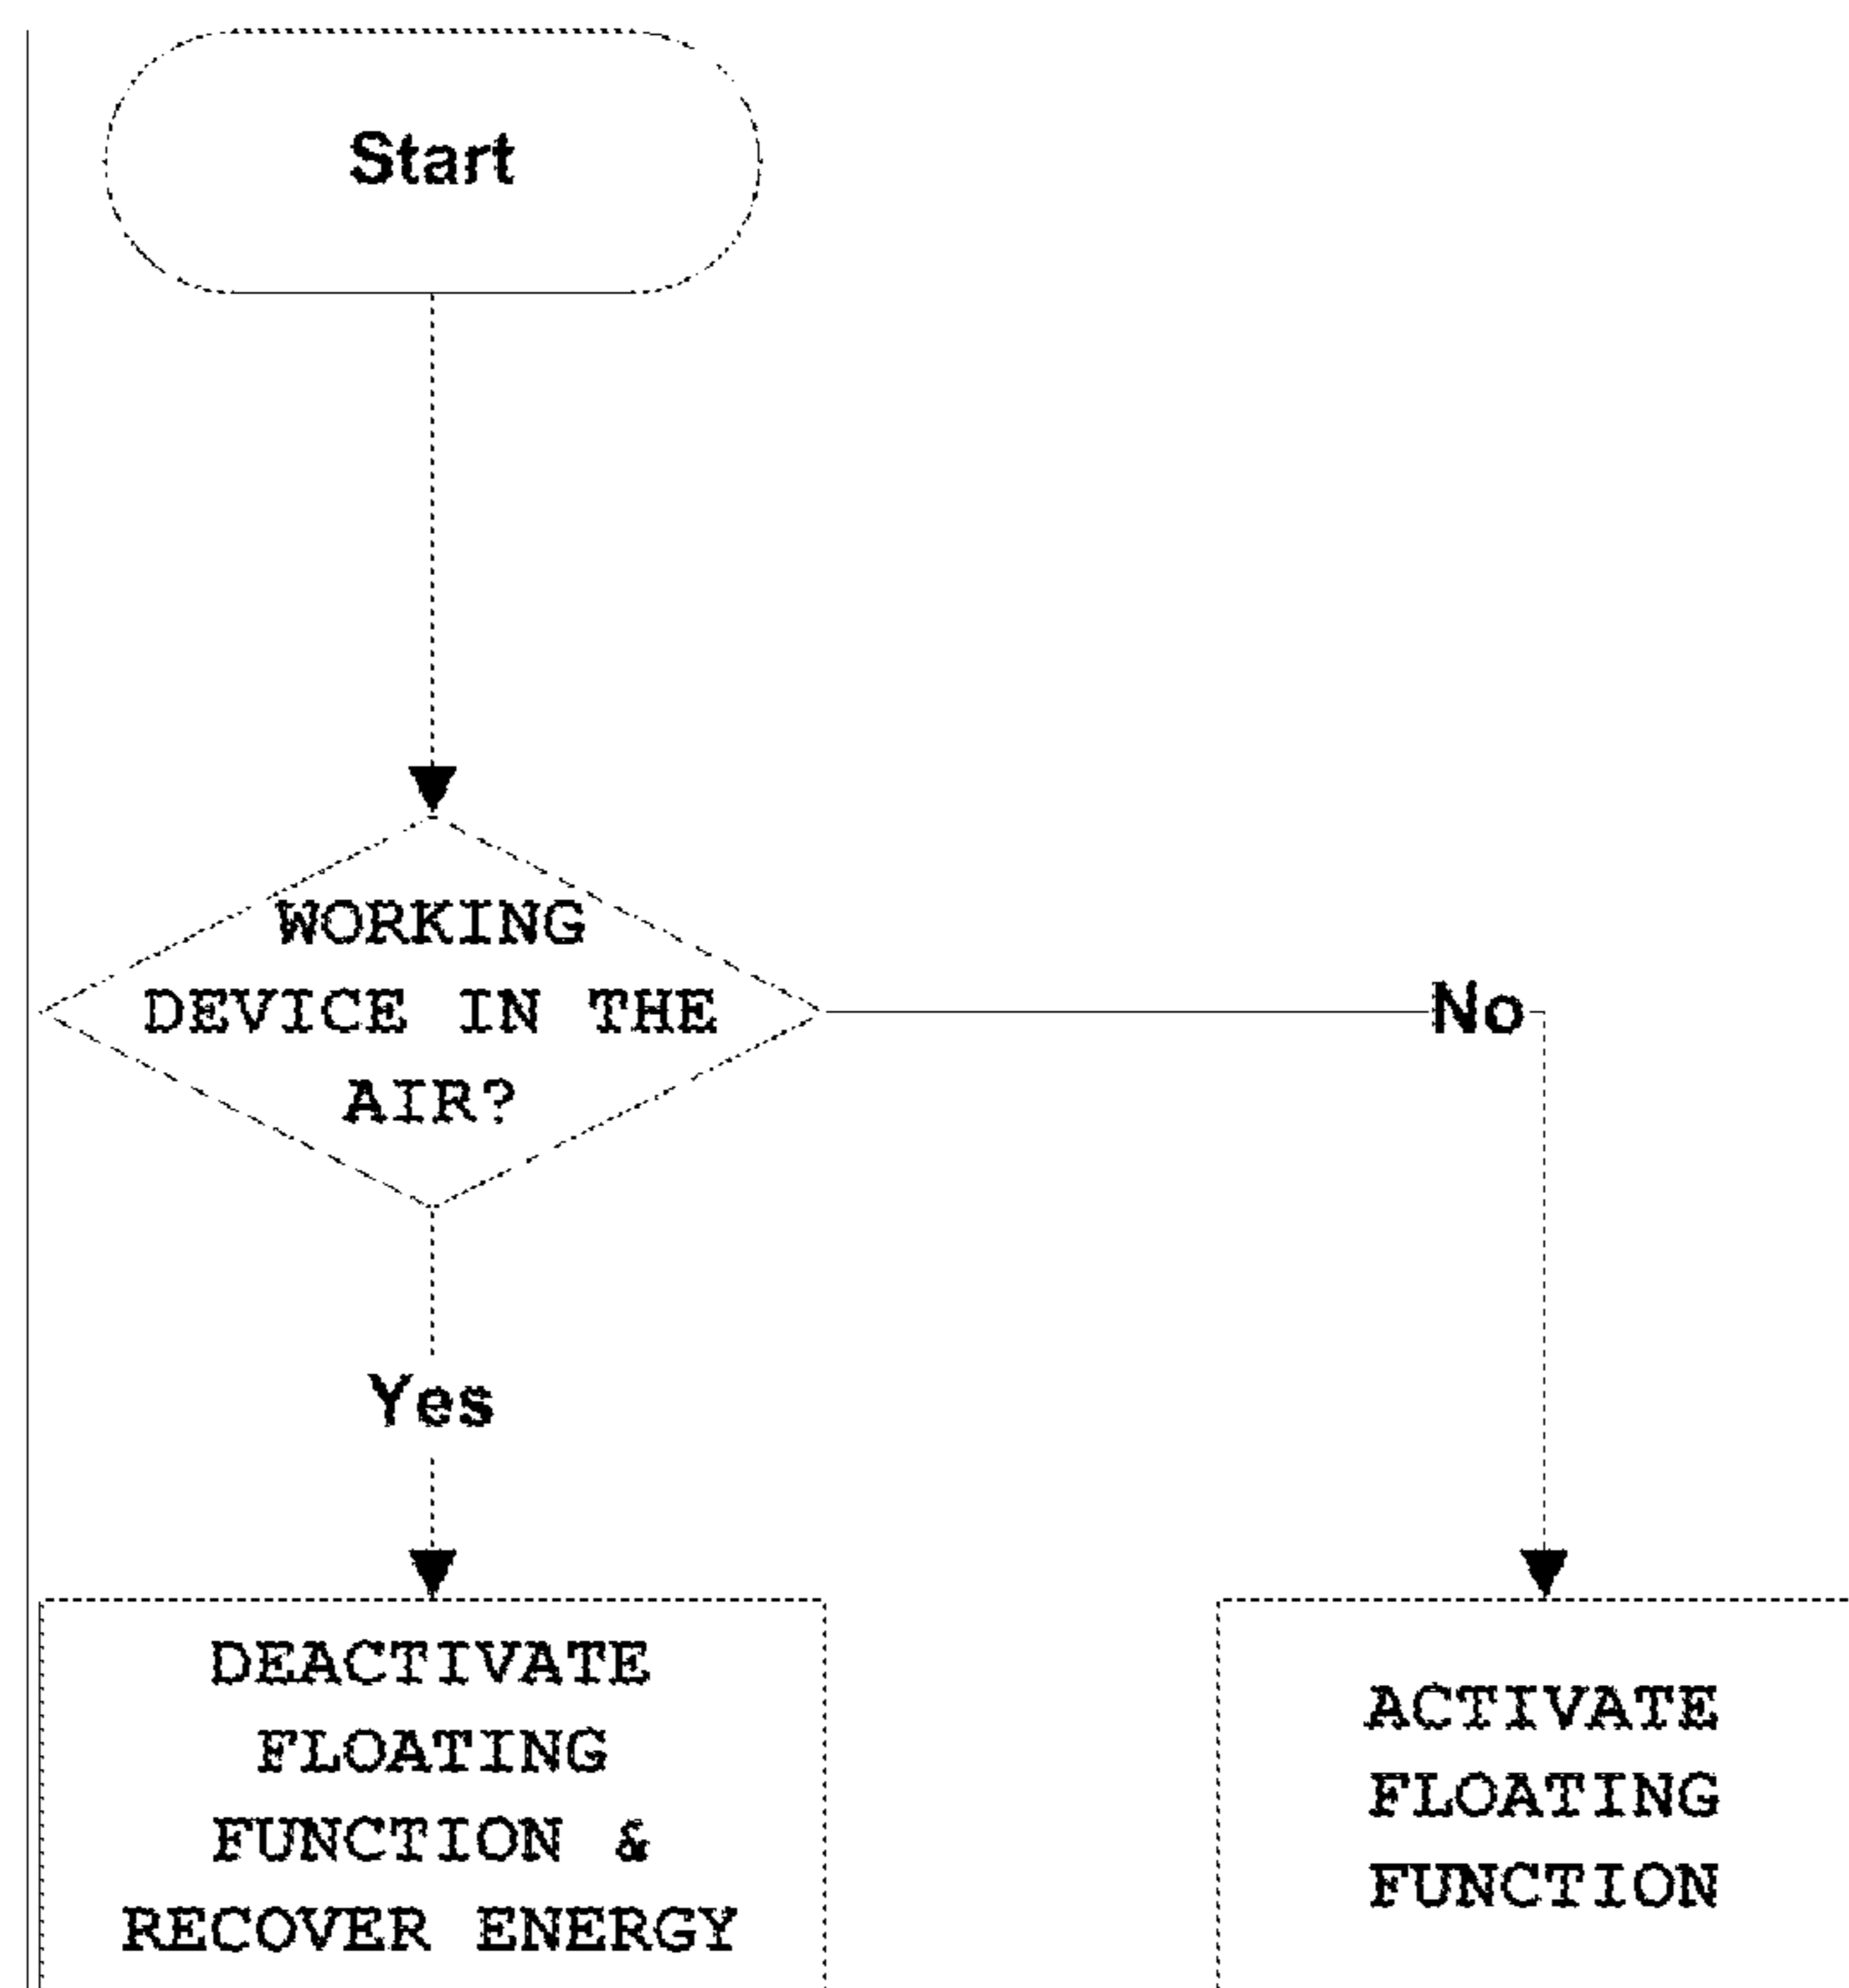 Start
WORKING
DEVICE IN THE
AIR?
No
Yes
DEACTIVATE
FLOATING
FUNCTION &
RECOVER ENERGY
ACTIVATE
FLOATING
FUNCTION